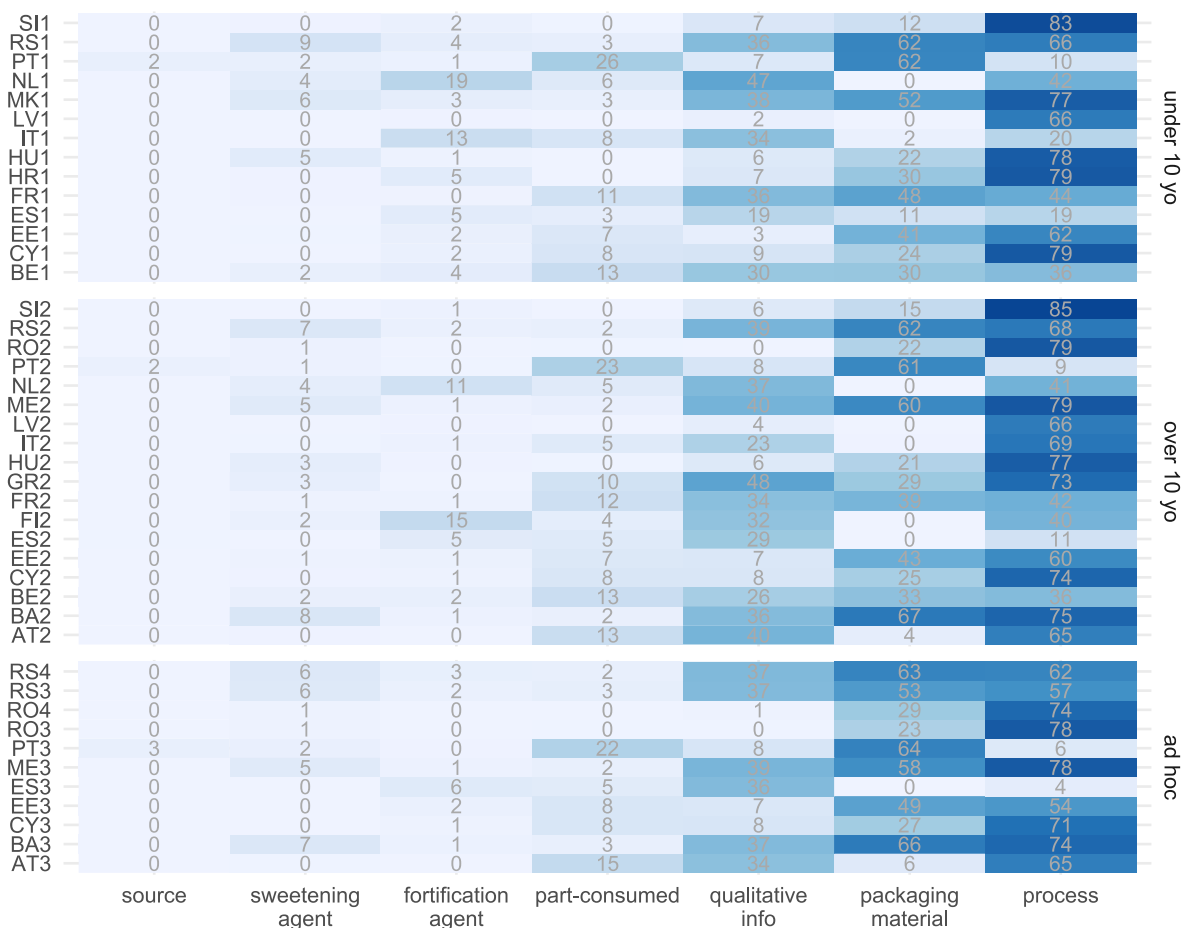 SI1 0 0 2 0 7 12 83
RS1 0 9 4 3 62 66
PT1 2 2 1 26 7 62 10
NL1 0 4 19 6 47 0 42
MK1 0 6 3 3 52 77
LV1 0 0 0 0 2 0 66
IT1 0 0 13 8 34 2 20
HU1 0 5 1 0 6 22 78
HR1 0 0 5 0 7 30 79
FR1 0 0 0 11 36 48 44
ES1 0 0 5 3 19 11 19
EE1 0 0 2 7 3 41 62
CY1 0 0 2 8 9 24 79
BE1 0 2 4 13 30 30 36
under 10 yo
SI2 0 0 1 0 6 15 85
RS2 0 7 2 2 62 68
RO2 0 1 0 0 0 22 79
PT2 2 1 0 23 8 61 9
NL2 0 4 11 5 37 0 41
ME2 0 5 1 2 40 60 79
LV2 0 0 0 0 4 0 66
IT2 0 0 1 5 23 0 69
HU2 0 3 0 0 6 21 77
GR2 0 3 0 10 48 29 73
FR2 0 1 1 12 34 42
FI2 0 2 15 4 32 0 40
ES2 0 0 5 5 29 0 11
EE2 0 1 1 7 7 43 60
CY2 0 0 1 8 8 25 74
BE2 0 2 2 13 26 33
BA2 0 8 1 2 36 67 75
AT2 0 0 0 13 40 4 65
over 10 yo
RS4 0 6 3 2 37 63 62
RS3 0 6 2 3 37 53 57
RO4 0 1 0 0 1 29 74
RO3 0 1 0 0 0 23 78
PT3 3 2 0 22 8 64 6
ME3 0 5 1 2 39 58 78
ES3 0 0 6 5 36 0 4
EE3 0 0 2 8 7 49 54
CY3 0 0 1 8 8 27 71
BA3 0 7 1 3 37 66 74
AT3 0 0 0 15 34 6 65
ad hoc
source sweetening fortification part-consumed qualitative packaging process
agent agent info material